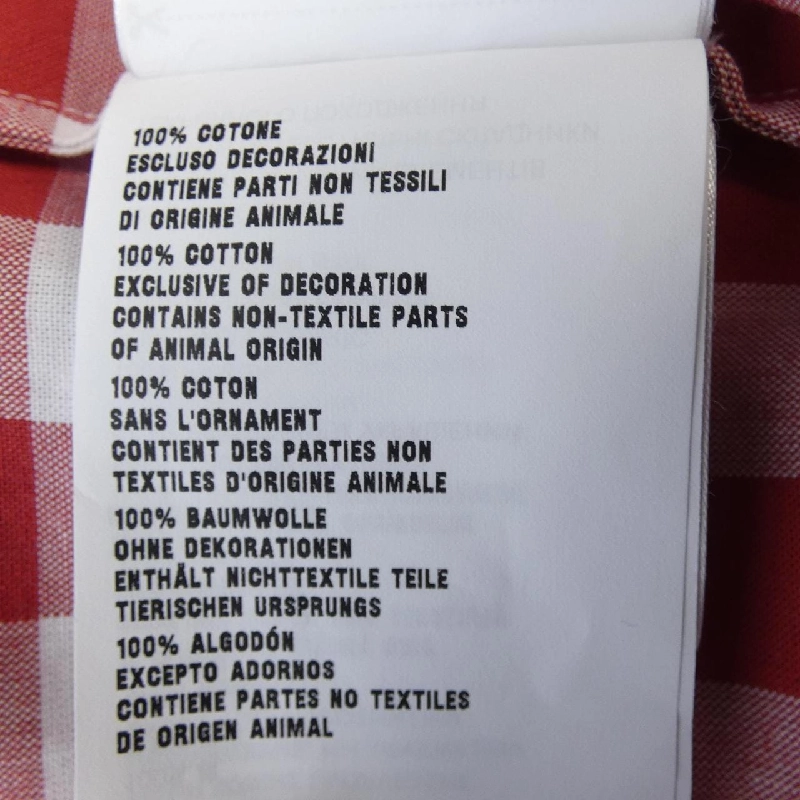 100% COTONE
ESCLUSO DECORAZIONI
CONTIENE PARTI NON TESSILI
DI ORIGINE ANIMALE
100% COTTON
EXCLUSIVE OF DECORATION
CONTAINS NON-TEXTILE PARTS
OF ANIMAL ORIGIN
100% COTON
SANS L'ORNAMENT
CONTIENT DES PARTIES NON
TEXTILES D'ORIGINE ANIMALE
100% BAUMWOLLE
OHNE DEKORATIONEN
ENTHÄLT NICHTTEXTILE TEILE
TIERISCHEN URSPRUNGS
100% ALGODÓN
EXCEPTO ADORNOS
CONTIENE PARTES NO TEXTILES
DE ORIGEN ANIMAL